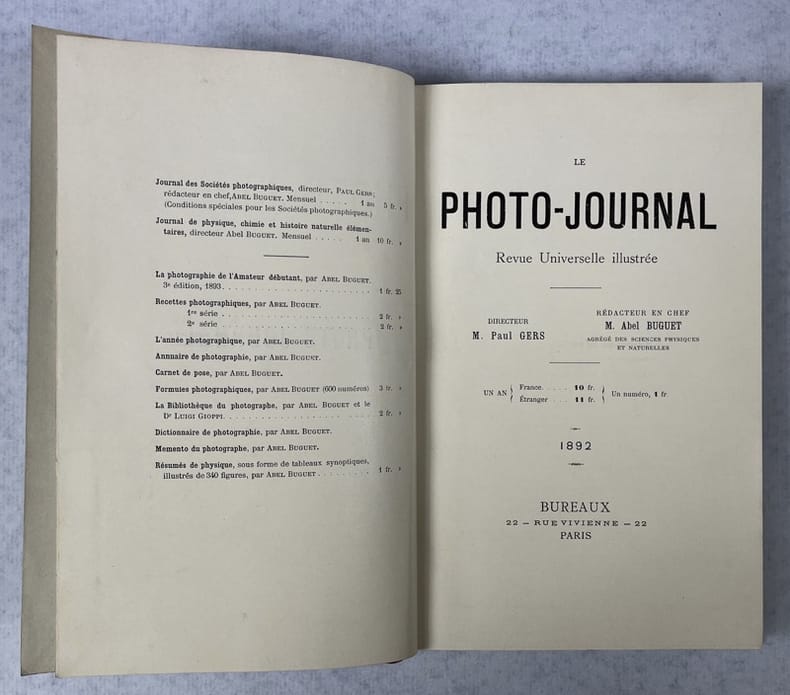 Journal des Sociétés photographiques, directeur, PAUL GERS;
rédacteur en chef, ABEL BUGUET. Mensuel . . . . . 1 an 5 fr. »
(Conditions spéciales pour les Sociétés photographiques.)
Journal de physique, chimie et histoire naturelle élémen-
taires, directeur Abel BUGUET. Mensuel . . . . . 1 an 10 fr. »
La photographie de l'Amateur débutant, par ABEL BUGUET.
3e édition, 1893. . . . . . . . . . . . . . . . . . . . 1 fr. 25
Recettes photographiques, par ABEL BUGUET.
1re série . . . . . . . . . . . . . . . . . . . . 2 fr. »
2e série . . . . . . . . . . . . . . . . . . . . 2 fr. »
L'année photographique, par ABEL BUGUET.
Annuaire de photographie, par ABEL BUGUET.
Carnet de pose, par ABEL BUGUET.
Formules photographiques, par ABEL BUGUET (600 numéros) 3 fr. »
La Bibliothèque du photographe, par ABEL BUGUET et le
Dr LUIGI GIOPPI. . . . . . . . . . . . . . . . . . . . 2 fr. »
Dictionnaire de photographie, par ABEL BUGUET.
Memento du photographe, par ABEL BUGUET.
Résumés de physique, sous forme de tableaux synoptiques,
illustrés de 340 figures, par ABEL BUGUET . . . . . . . . 1 fr. »
LE
PHOTO-JOURNAL
Revue Universelle illustrée
DIRECTEUR
M. Paul GERS
RÉDACTEUR EN CHEF
M. Abel BUGUET
AGRÉGÉ DES SCIENCES PHYSIQUES
ET NATURELLES
UN AN { France. . . . . 10 fr. } Un numéro, 1 fr
{ Étranger . . . 11 fr. }
1892
BUREAUX
22 — RUE VIVIENNE — 22
PARIS